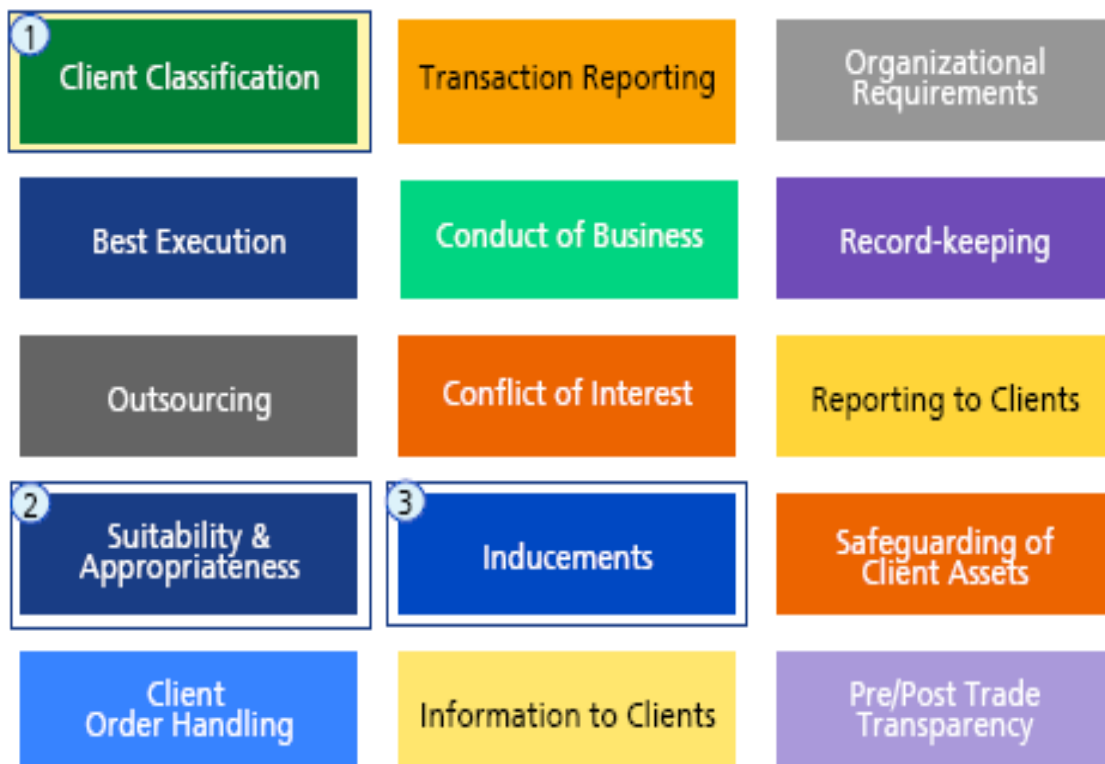 1
Client Classification
Transaction Reporting
Organizational
Requirements
Best Execution
Conduct of Business
Record-keeping
Outsourcing
Conflict of Interest
Reporting to Clients
2
Suitability &
Appropriateness
3
Inducements
Safeguarding of
Client Assets
Client
Order Handling
Information to Clients
Pre/Post Trade
Transparency